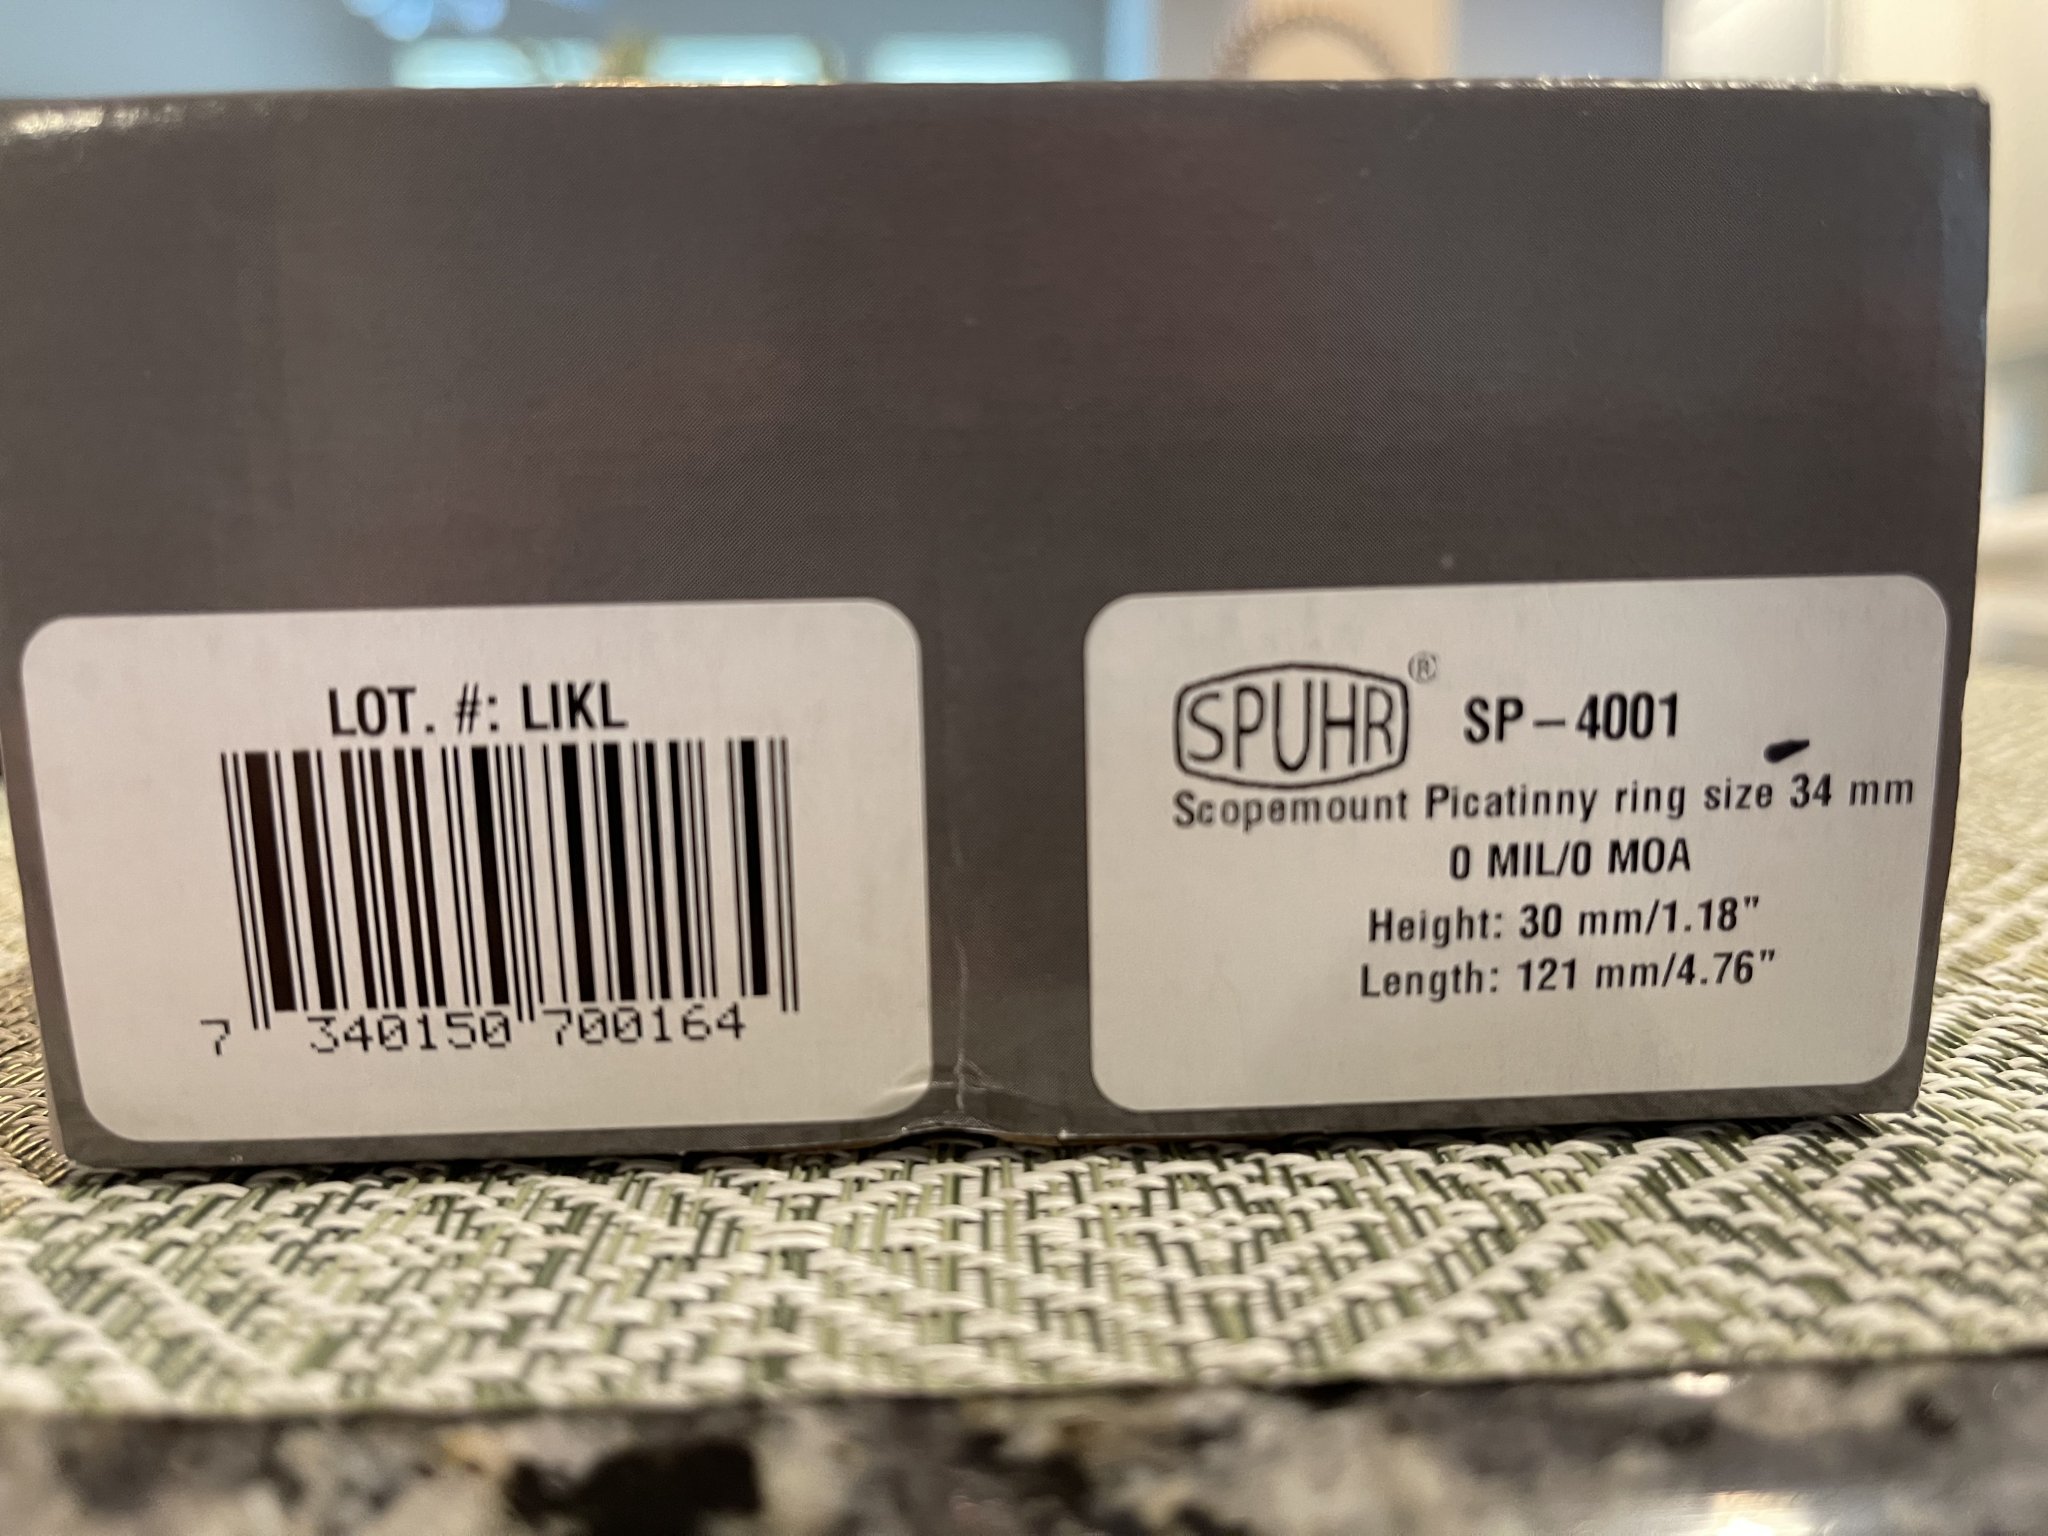 LOT. #: LIKL
7 340150 700164
SPUHR® SP-4001
Scopemount Picatinny ring size 34 mm
0 MIL/0 MOA
Height: 30 mm/1.18"
Length: 121 mm/4.76"